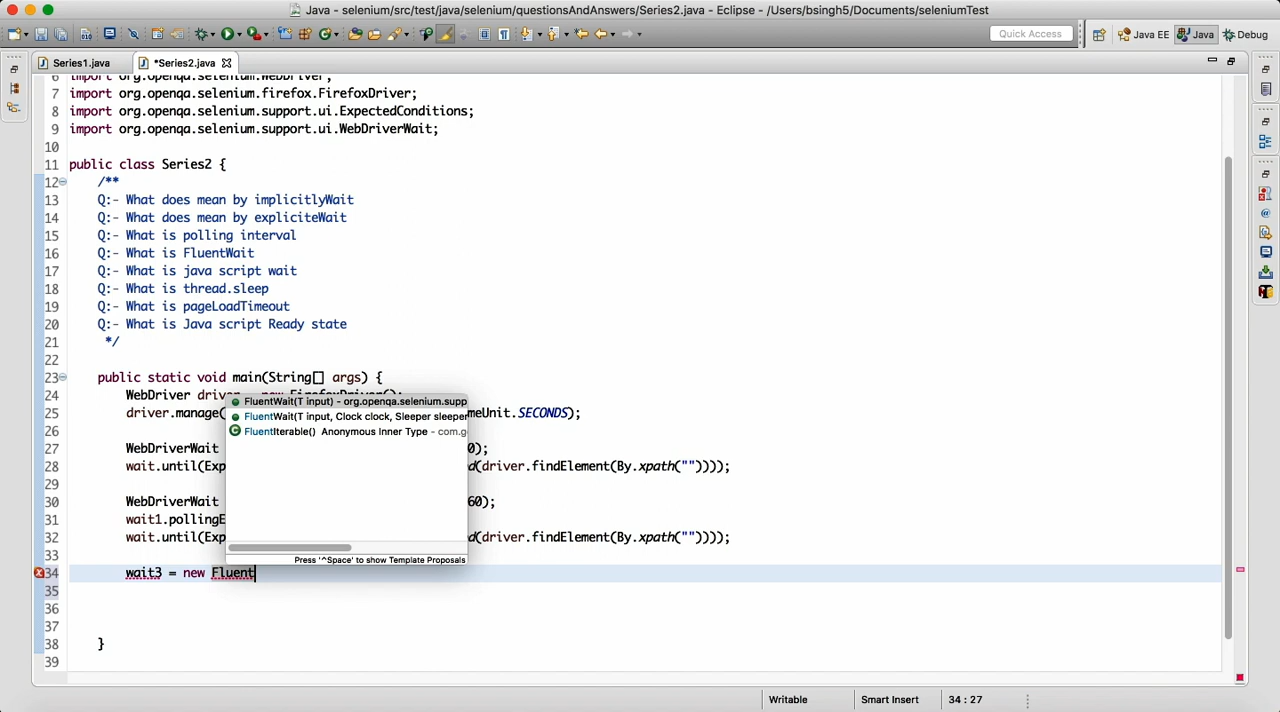 Java - selenium/src/test/java/selenium/questionsAndAnswers/Series2.java - Eclipse - /Users/bsingh5/Documents/seleniumTest
Quick Access
Java EE
Java
Debug
Series1.java
*Series2.java
6 import org.openqa.selenium.WebDriver;
7 import org.openqa.selenium.firefox.FirefoxDriver;
8 import org.openqa.selenium.support.ui.ExpectedConditions;
9 import org.openqa.selenium.support.ui.WebDriverWait;
10
11 public class Series2 {
12 /**
13 Q:- What does mean by implicitlyWait
14 Q:- What does mean by expliciteWait
15 Q:- What is polling interval
16 Q:- What is FluentWait
17 Q:- What is java script wait
18 Q:- What is thread.sleep
19 Q:- What is pageLoadTimeout
20 Q:- What is Java script Ready state
21 */
22
23 public static void main(String[] args) {
24 WebDriver driver = new FirefoxDriver();
25 driver.manage( meUnit.SECONDS);
26
27 WebDriverWait 0);
28 wait.until(Exp d(driver.findElement(By.xpath(""))));
29
30 WebDriverWait 60);
31 wait1.pollingE
32 wait.until(Exp d(driver.findElement(By.xpath(""))));
33
34 wait3 = new Fluent
35
36
37
38 }
39
FluentWait(T input) - org.openqa.selenium.supp
FluentWait(T input, Clock clock, Sleeper sleeper
FluentIterable() Anonymous Inner Type - com.g
Press '^Space' to show Template Proposals
Writable
Smart Insert
34 : 27